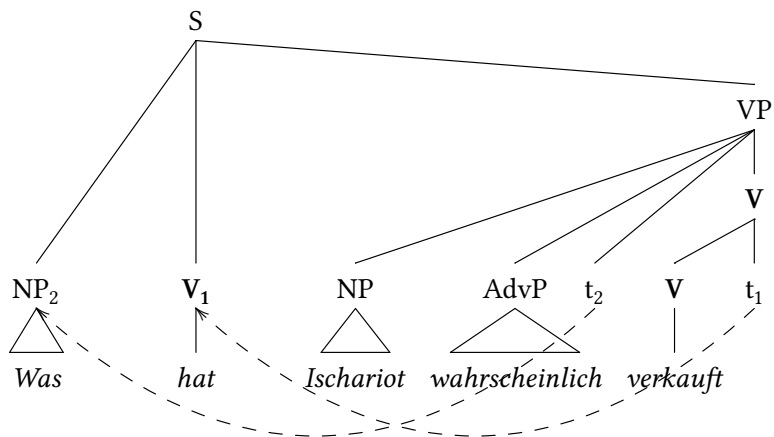 S
VP
V
NP₂ V₁ NP AdvP t₂ V t₁
Was hat Ischariot wahrscheinlich verkauft